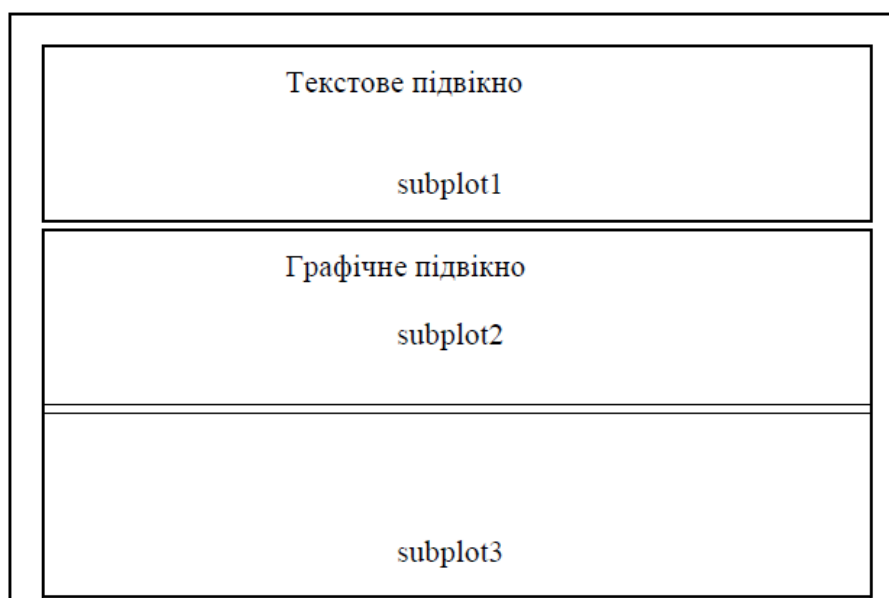 Текстове підвікно
subplot1
Графічне підвікно
subplot2
subplot3